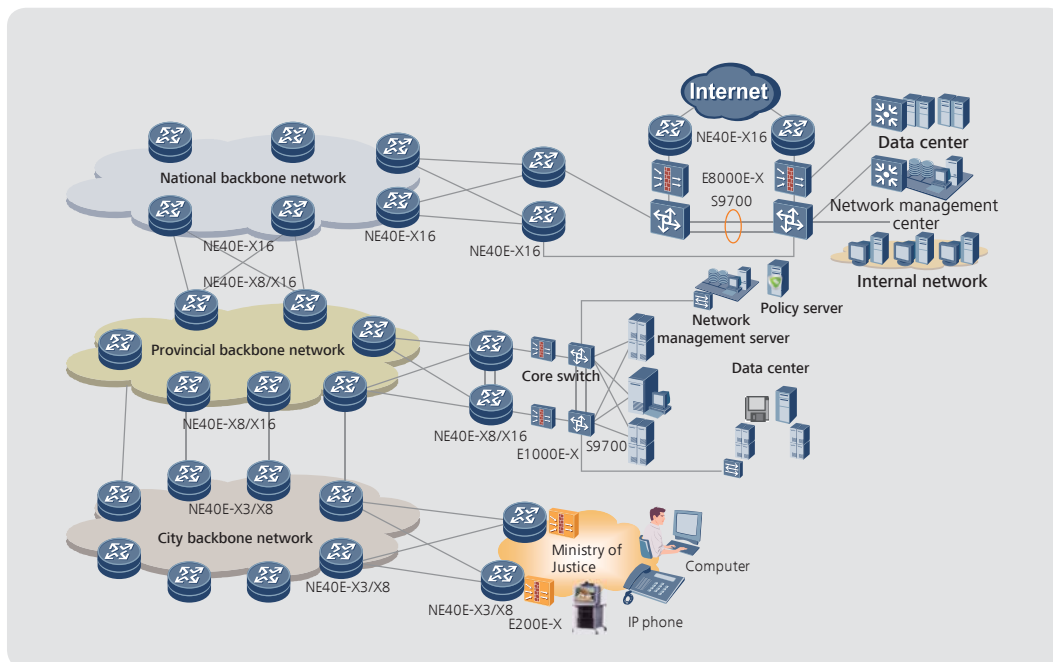 Internet
NE40E-X16
Data center
National backbone network
E8000E-X
S9700
Network management
center
NE40E-X16
NE40E-X16
NE40E-X16
NE40E-X8/X16
Internal network
Policy server
Network
management server
Provincial backbone network
Core switch
Data center
NE40E-X8/X16
NE40E-X8/X16
S9700
E1000E-X
NE40E-X3/X8
City backbone network
Ministry of
Justice
Computer
NE40E-X3/X8
NE40E-X3/X8
E200E-X
IP phone